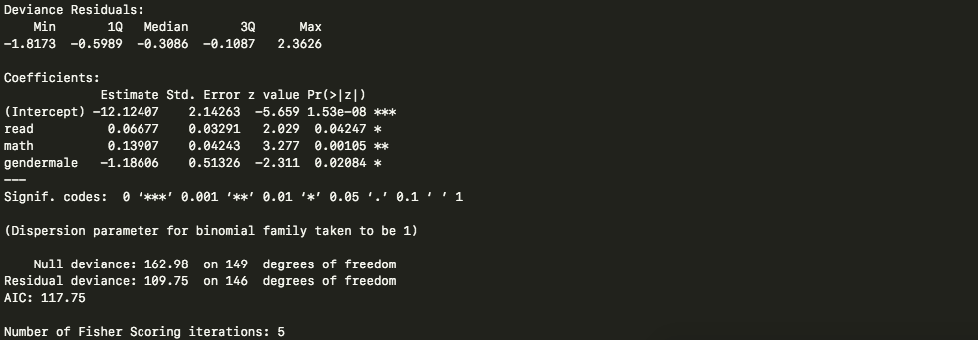 Deviance Residuals:
    Min      1Q   Median      3Q     Max
−1.8173  −0.5989  −0.3086  −0.1087   2.3626

Coefficients:
             Estimate Std. Error z value Pr(>|z|)
(Intercept) −12.12407    2.14263  −5.659 1.53e−08 ***
read          0.06677    0.03291   2.029  0.04247 *
math          0.13907    0.04243   3.277  0.00105 **
gendermale   −1.18606    0.51326  −2.311  0.02084 *
−−−
Signif. codes:  0 ‘***’ 0.001 ‘**’ 0.01 ‘*’ 0.05 ‘.’ 0.1 ‘ ’ 1

(Dispersion parameter for binomial family taken to be 1)

    Null deviance: 162.98  on 149  degrees of freedom
Residual deviance: 109.75  on 146  degrees of freedom
AIC: 117.75

Number of Fisher Scoring iterations: 5